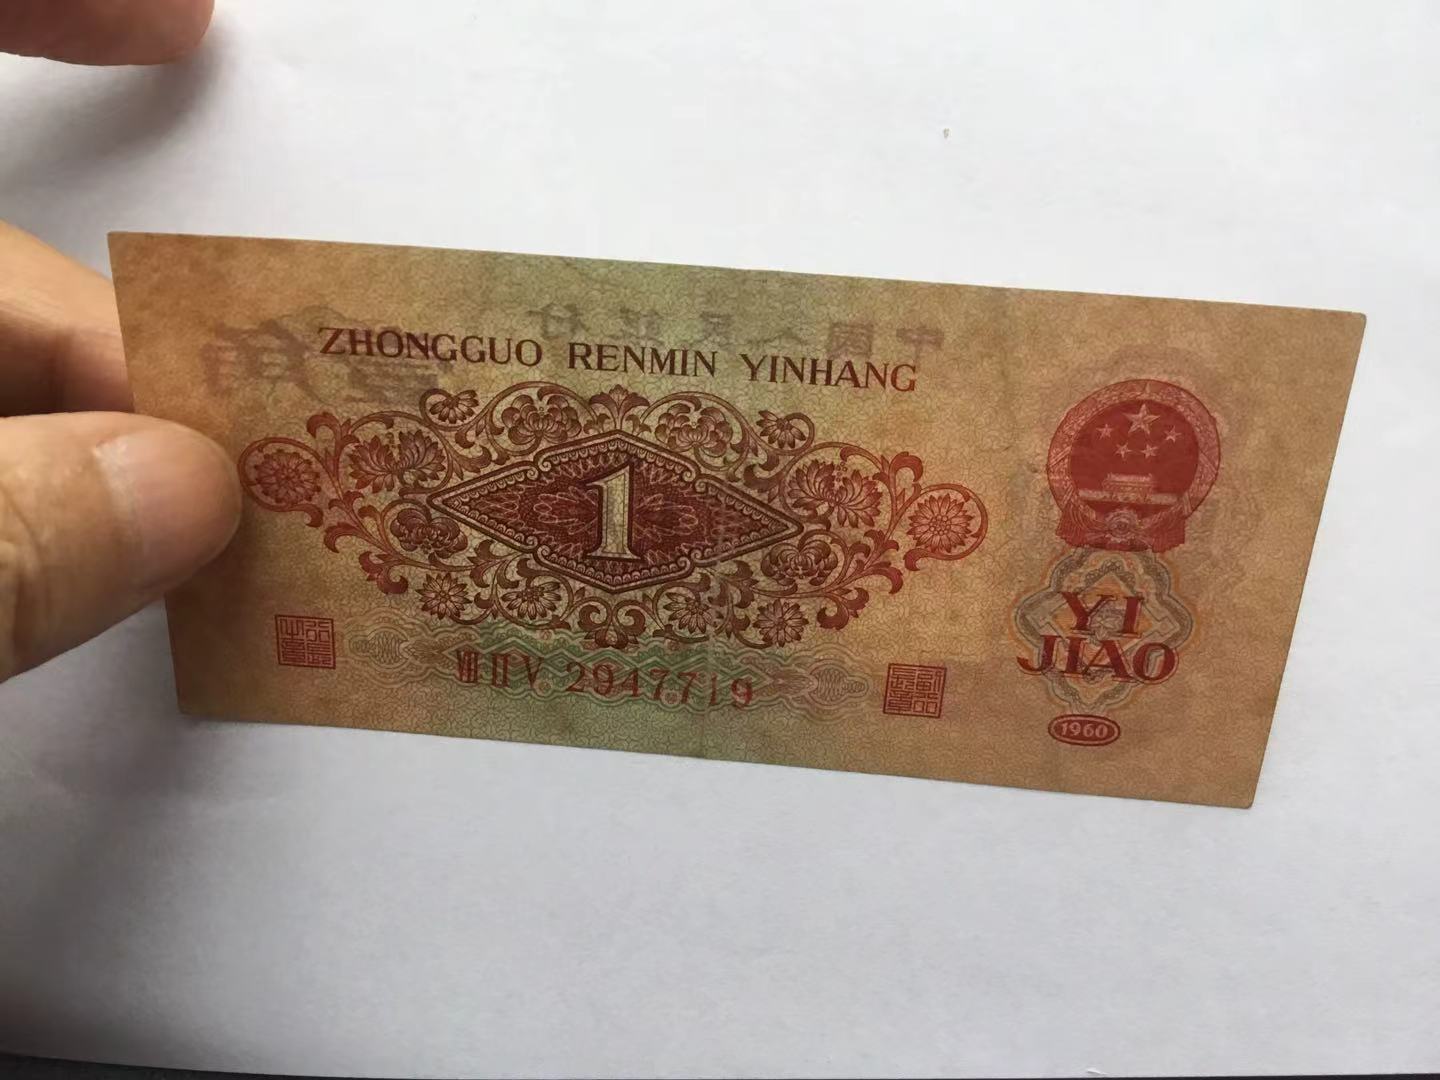 ZHONGGUO RENMIN YINHANG
1
YI
JIAO
VIII II V 2947719
1960